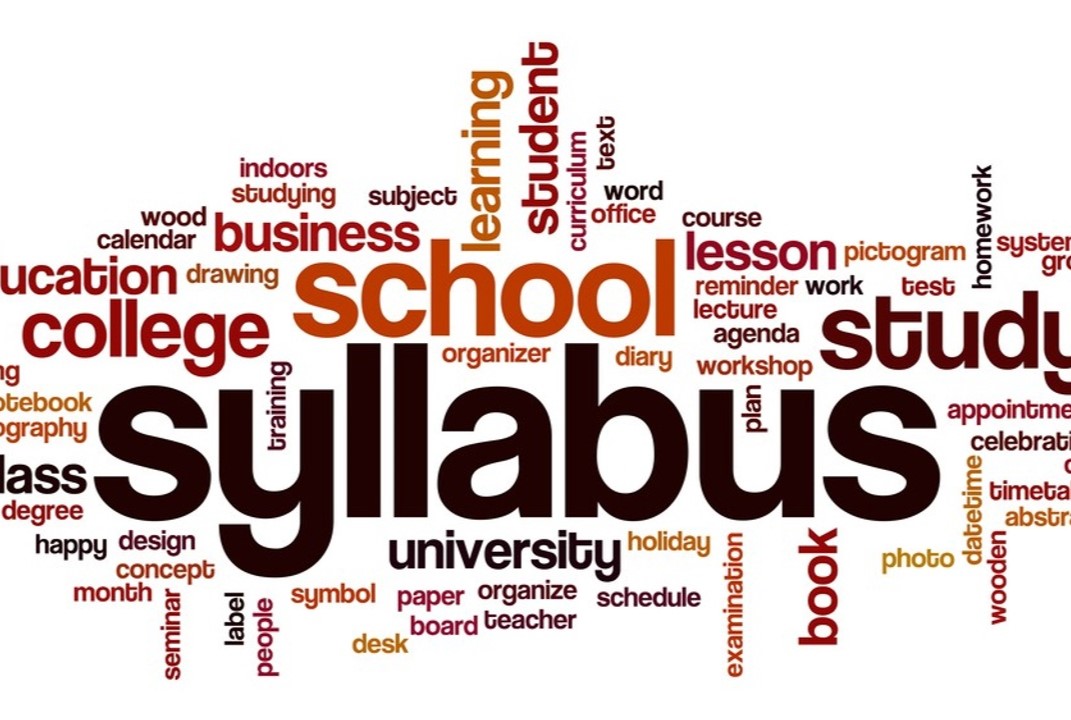 student
learning
text
curriculum
indoors
studying
subject
word
office
homework
wood
calendar
business
course
lesson
pictogram
system
ucation
drawing
school
reminder
work
test
gro
college
lecture
agenda
study
organizer
diary
workshop
training
syllabus
plan
ng
otebook
ography
appointme
celebrati
lass
degree
datetime
timetal
abstra
happy
design
university
holiday
examination
book
photo
wooden
concept
month
seminar
label
people
symbol
paper
organize
schedule
board
teacher
desk